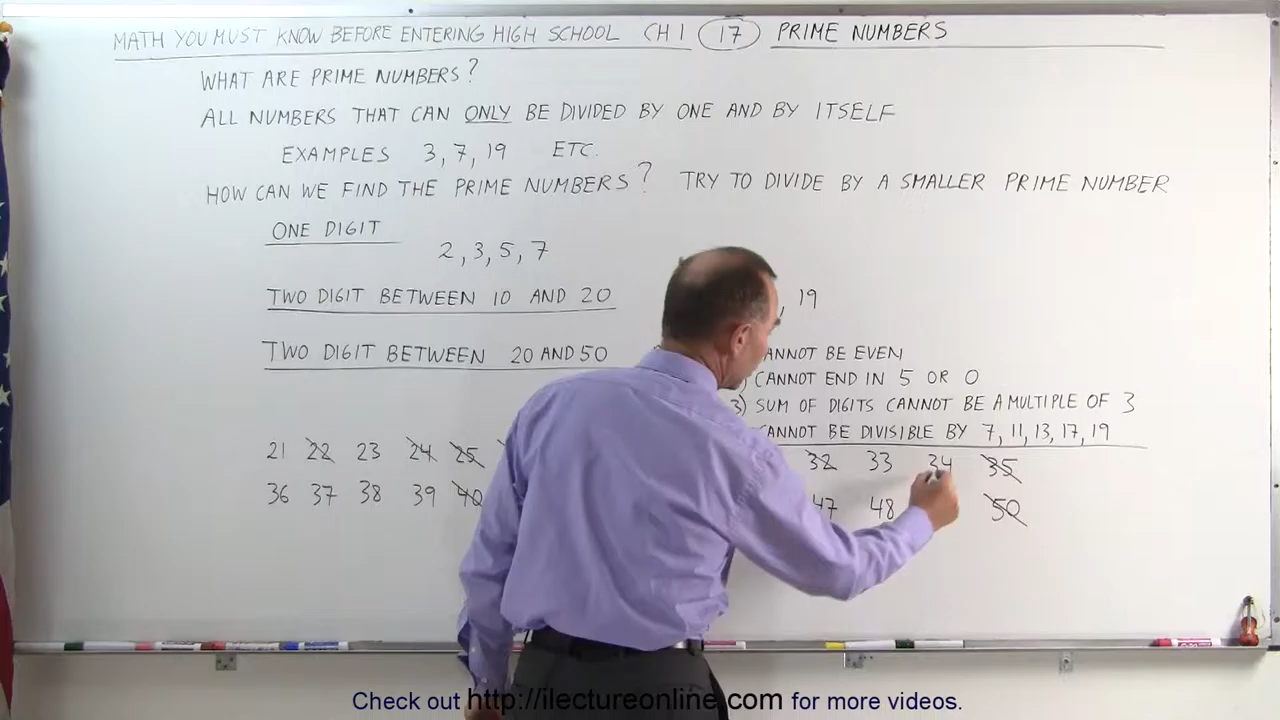 MATH YOU MUST KNOW BEFORE ENTERING HIGH SCHOOL CH 1 17 PRIME NUMBERS
WHAT ARE PRIME NUMBERS?
ALL NUMBERS THAT CAN ONLY BE DIVIDED BY ONE AND BY ITSELF
EXAMPLES 3, 7, 19 ETC.
HOW CAN WE FIND THE PRIME NUMBERS? TRY TO DIVIDE BY A SMALLER PRIME NUMBER
ONE DIGIT
2, 3, 5, 7
TWO DIGIT BETWEEN 10 AND 20 , 19
TWO DIGIT BETWEEN 20 AND 50
BE EVEN
CANNOT END IN 5 OR 0
3) SUM OF DIGITS CANNOT BE A MULTIPLE OF 3
BE DIVISIBLE BY 7, 11, 13, 17, 19
21 22 23 24 25 32 33 34 35
36 37 38 39 40 47 48 50
Check out http://ilectureonline.com for more videos.